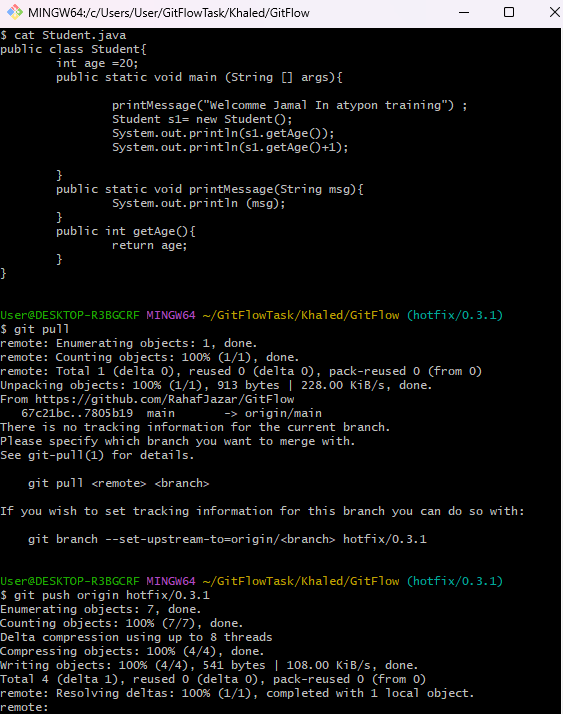 MINGW64:/c/Users/User/GitFlowTask/Khaled/GitFlow
$ cat Student.java
public class Student{
        int age =20;
        public static void main (String [] args){

                printMessage("Welcomme Jamal In atypon training") ;
                Student s1= new Student();
                System.out.println(s1.getAge());
                System.out.println(s1.getAge()+1);

        }
        public static void printMessage(String msg){
                System.out.println (msg);
        }
        public int getAge(){
                return age;
        }
}

User@DESKTOP-R3BGCRF MINGW64 ~/GitFlowTask/Khaled/GitFlow (hotfix/0.3.1)
$ git pull
remote: Enumerating objects: 1, done.
remote: Counting objects: 100% (1/1), done.
remote: Total 1 (delta 0), reused 0 (delta 0), pack-reused 0 (from 0)
Unpacking objects: 100% (1/1), 913 bytes | 228.00 KiB/s, done.
From https://github.com/RahafJazar/GitFlow
   67c21bc..7805b19  main       -> origin/main
There is no tracking information for the current branch.
Please specify which branch you want to merge with.
See git-pull(1) for details.

    git pull <remote> <branch>

If you wish to set tracking information for this branch you can do so with:

    git branch --set-upstream-to=origin/<branch> hotfix/0.3.1

User@DESKTOP-R3BGCRF MINGW64 ~/GitFlowTask/Khaled/GitFlow (hotfix/0.3.1)
$ git push origin hotfix/0.3.1
Enumerating objects: 7, done.
Counting objects: 100% (7/7), done.
Delta compression using up to 8 threads
Compressing objects: 100% (4/4), done.
Writing objects: 100% (4/4), 541 bytes | 108.00 KiB/s, done.
Total 4 (delta 1), reused 0 (delta 0), pack-reused 0 (from 0)
remote: Resolving deltas: 100% (1/1), completed with 1 local object.
remote: